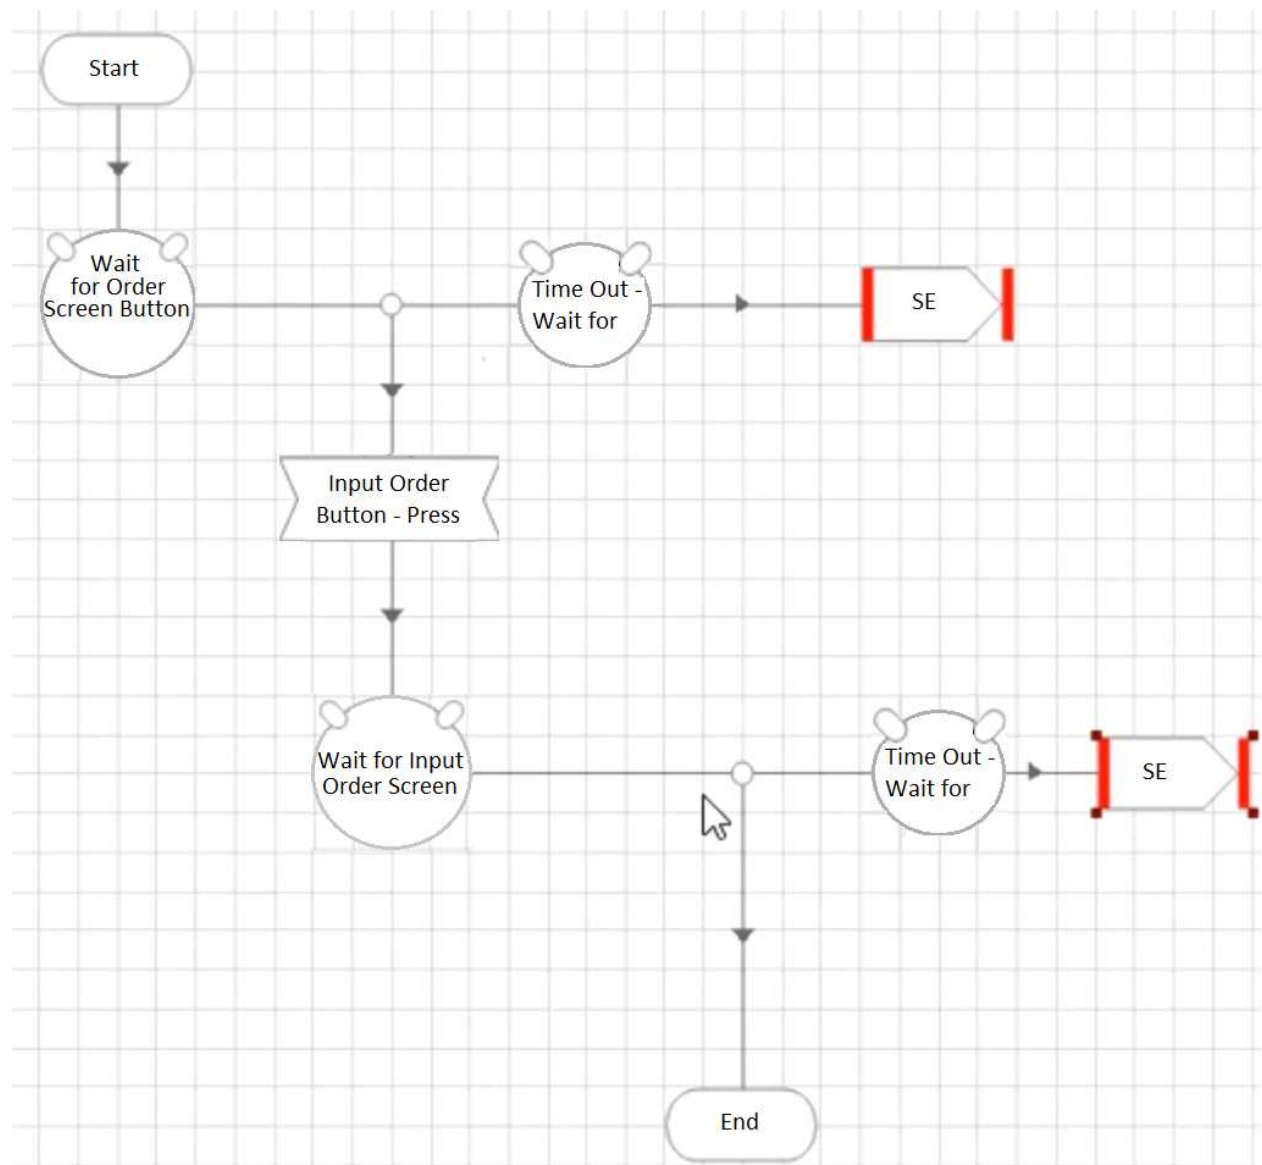 Start
Wait
for Order
Screen Button
Time Out -
Wait for
SE
Input Order
Button - Press
Wait for Input
Order Screen
Time Out -
Wait for
SE
End